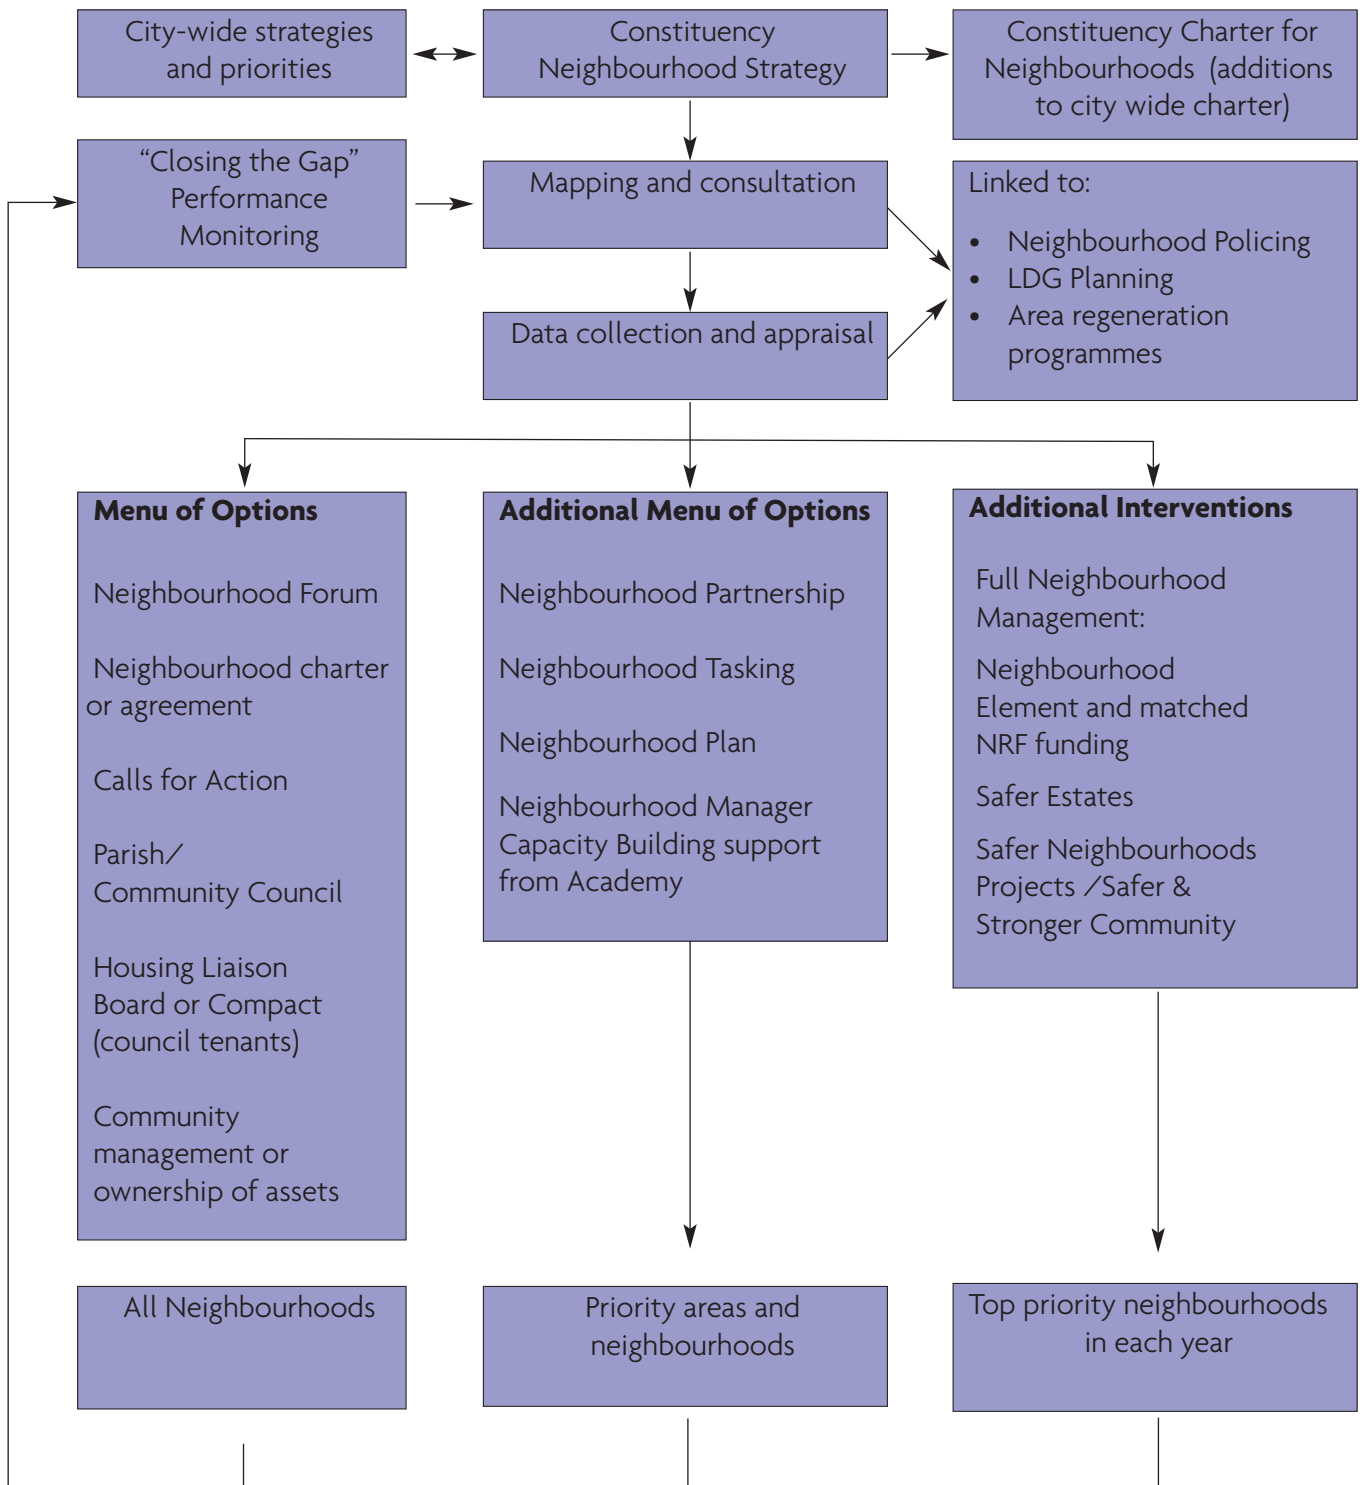 City-wide strategies
and priorities
Constituency
Neighbourhood Strategy
Constituency Charter for
Neighbourhoods (additions
to city wide charter)
“Closing the Gap”
Performance
Monitoring
Mapping and consultation
Linked to:
• Neighbourhood Policing
• LDG Planning
• Area regeneration
programmes
Data collection and appraisal
Menu of Options
Neighbourhood Forum
Neighbourhood charter
or agreement
Calls for Action
Parish/
Community Council
Housing Liaison
Board or Compact
(council tenants)
Community
management or
ownership of assets
Additional Menu of Options
Neighbourhood Partnership
Neighbourhood Tasking
Neighbourhood Plan
Neighbourhood Manager
Capacity Building support
from Academy
Additional Interventions
Full Neighbourhood
Management:
Neighbourhood
Element and matched
NRF funding
Safer Estates
Safer Neighbourhoods
Projects /Safer &
Stronger Community
All Neighbourhoods
Priority areas and
neighbourhoods
Top priority neighbourhoods
in each year